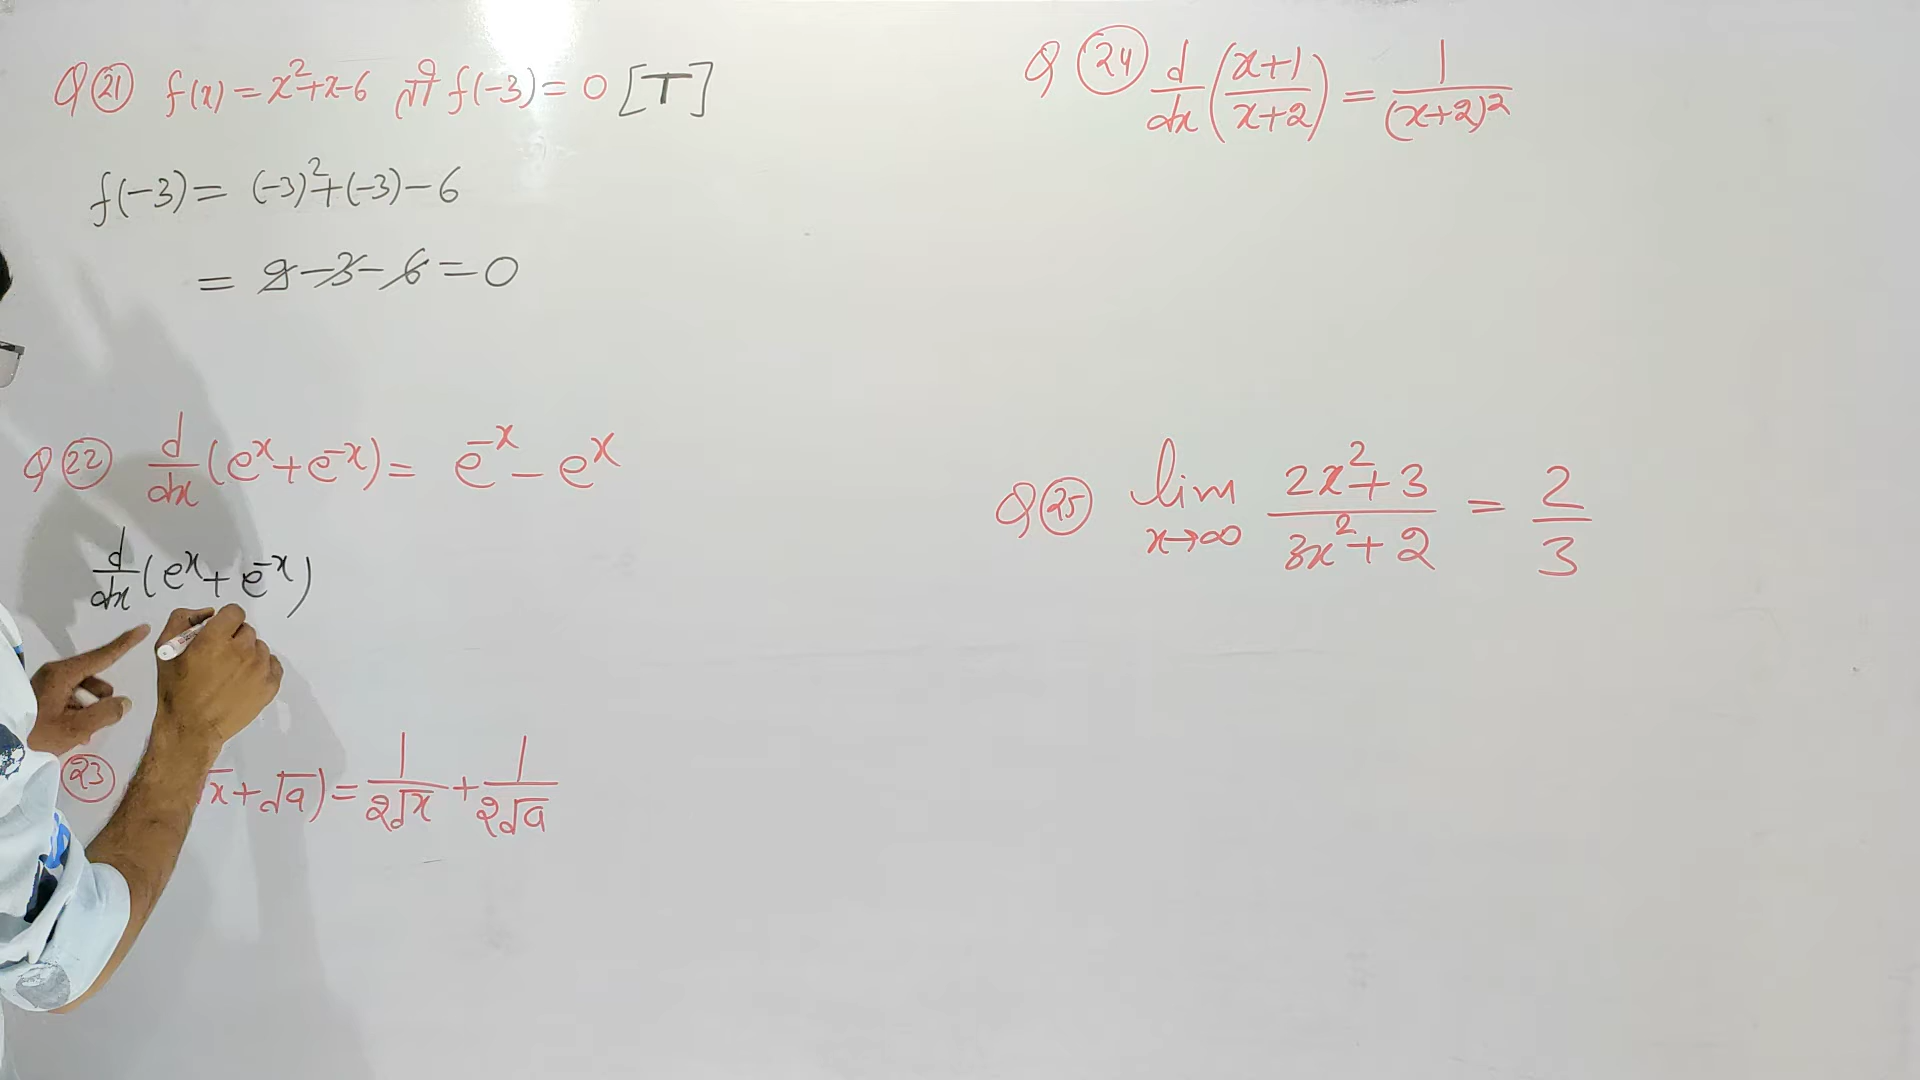 Q 21 f(x) = x²+x-6 तो f(-3) = 0 [T]
f(-3) = (-3)²+(-3)-6
= 9-3-6 = 0
Q 22 d/dx (eˣ+e⁻ˣ) = e⁻ˣ - eˣ
d/dx (eˣ+e⁻ˣ)
23 x+√a) = 1/2√x + 1/2√a
Q 24 d/dx (x+1/x+2) = 1/(x+2)²
Q 25 lim x→∞ 2x²+3/3x²+2 = 2/3